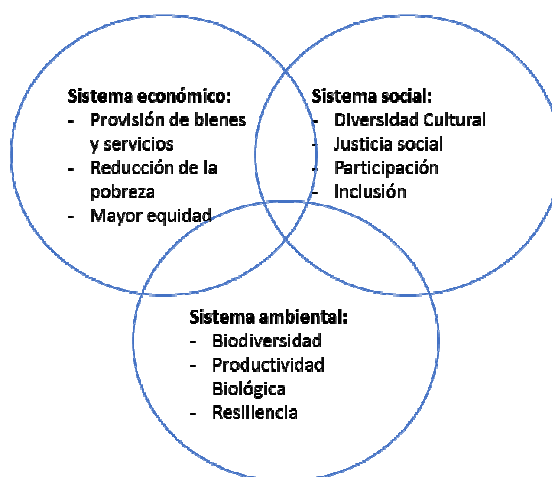 Sistema económico:
- Provisión de bienes
y servicios
- Reducción de la
pobreza
- Mayor equidad
Sistema social:
- Diversidad Cultural
- Justicia social
- Participación
- Inclusión
Sistema ambiental:
- Biodiversidad
- Productividad
Biológica
- Resiliencia